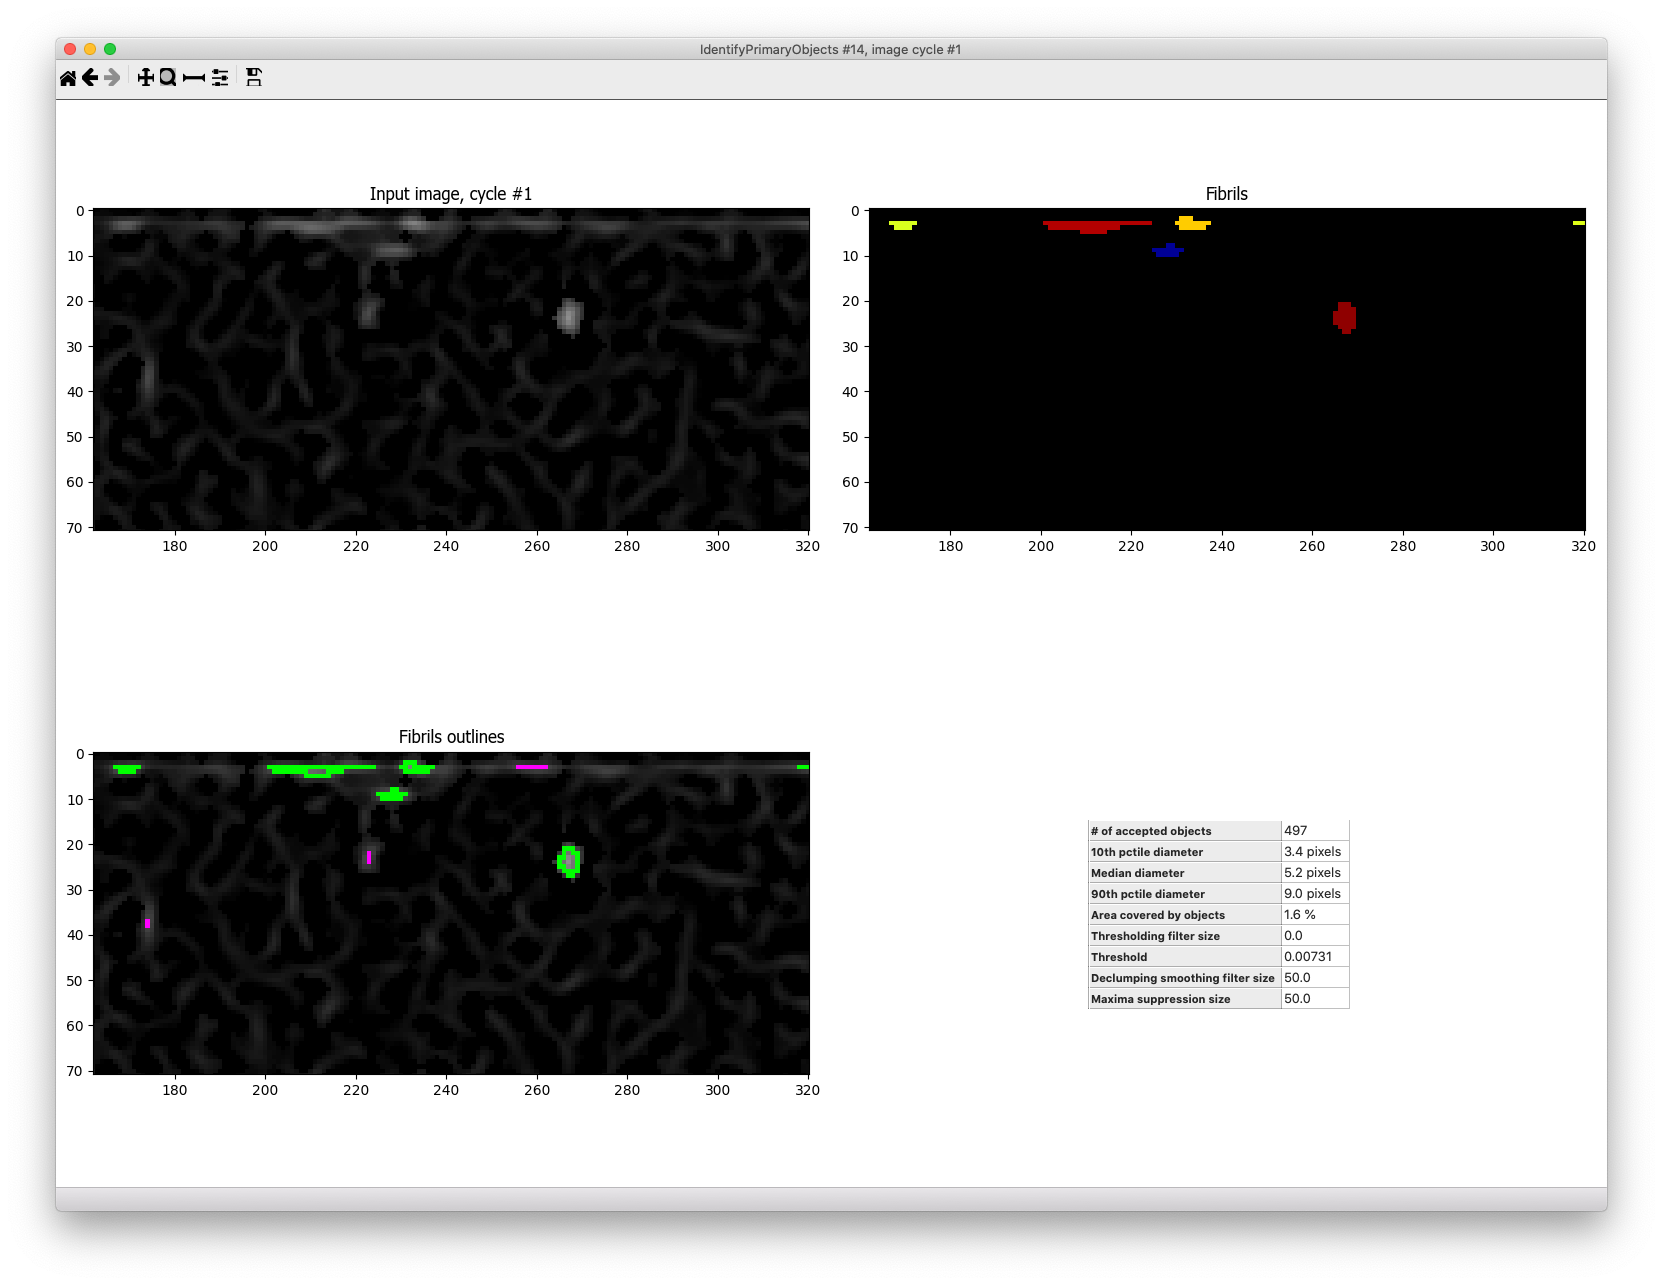 IdentifyPrimaryObjects #14, image cycle #1
Input image, cycle #1
0
10
20
30
40
50
60
70
180 200 220 240 260 280 300 320
Fibrils
0
10
20
30
40
50
60
70
180 200 220 240 260 280 300 320
Fibrils outlines
0
10
20
30
40
50
60
70
180 200 220 240 260 280 300 320
# of accepted objects 497
10th pctile diameter 3.4 pixels
Median diameter 5.2 pixels
90th pctile diameter 9.0 pixels
Area covered by objects 1.6 %
Thresholding filter size 0.0
Threshold 0.00731
Declumping smoothing filter size 50.0
Maxima suppression size 50.0